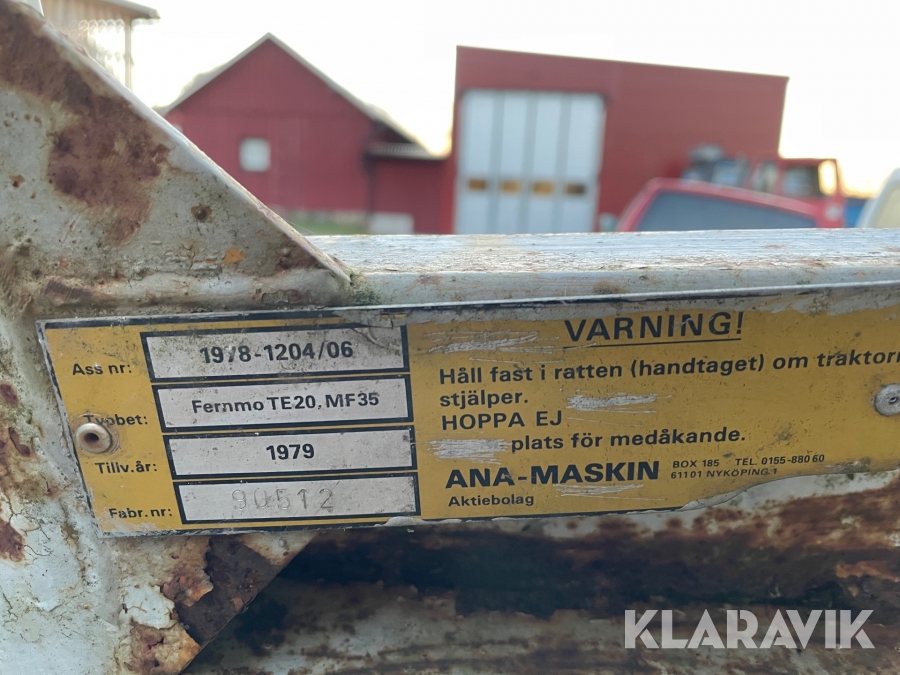 Ass nr: 1978-1204/06
Typbet: Fernmo TE20, MF35
Tillv.år: 1979
Fabr. nr: 90512
VARNING!
Håll fast i ratten (handtaget) om traktorn
stjälper.
HOPPA EJ
plats för medåkande.
ANA-MASKIN
Aktiebolag
BOX 185 TEL. 0155-880 60
611 01 NYKÖPING 1
KLARAVIK